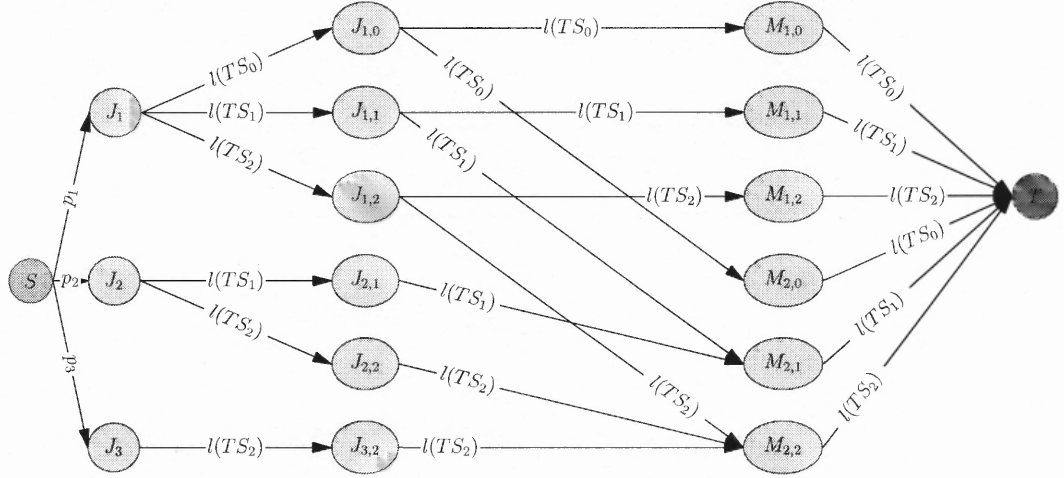 J₁,₀ l(TS₀) M₁,₀
l(TS₀) l(TS₀) l(TS₀)
J₁ l(TS₁) J₁,₁ l(TS₁) M₁,₁
l(TS₂) l(TS₁) l(TS₁)
J₁,₂ l(TS₂) M₁,₂ l(TS₂) T
p₁
l(TS₀)
S p₂ J₂ l(TS₁) J₂,₁ l(TS₁) M₂,₀
l(TS₂) l(TS₁)
p₃ J₂,₂ l(TS₂) M₂,₁
l(TS₂) l(TS₂)
J₃ l(TS₂) J₃,₂ l(TS₂) M₂,₂